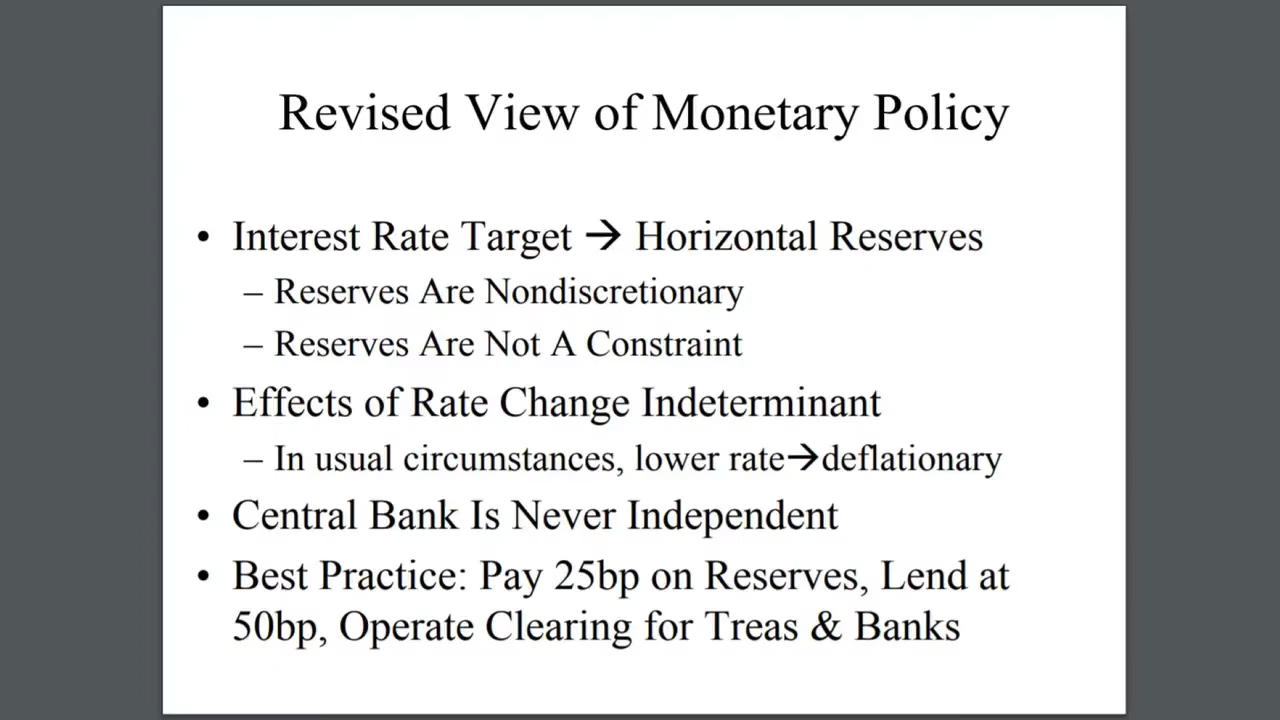 Revised View of Monetary Policy
• Interest Rate Target → Horizontal Reserves
– Reserves Are Nondiscretionary
– Reserves Are Not A Constraint
• Effects of Rate Change Indeterminant
– In usual circumstances, lower rate→deflationary
• Central Bank Is Never Independent
• Best Practice: Pay 25bp on Reserves, Lend at
50bp, Operate Clearing for Treas & Banks